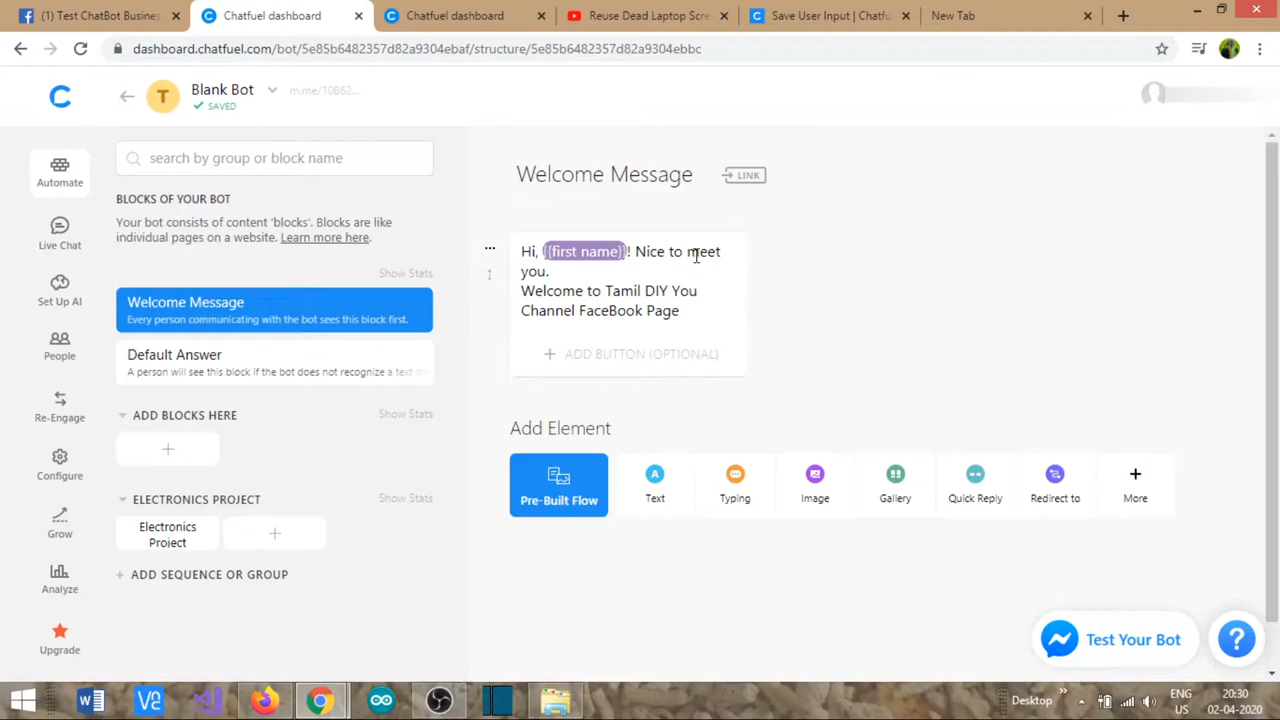 (1) Test ChatBot Busines
Chatfuel dashboard
Chatfuel dashboard
Reuse Dead Laptop Scre
Save User Input | Chatfu
New Tab
dashboard.chatfuel.com/bot/5e85b6482357d82a9304ebaf/structure/5e85b6482357d82a9304ebbc
T
Blank Bot
m.me/10862...
SAVED
Automate
Live Chat
Set Up AI
People
Re-Engage
Configure
Grow
Analyze
Upgrade
search by group or block name
BLOCKS OF YOUR BOT
Your bot consists of content 'blocks'. Blocks are like
individual pages on a website. Learn more here.
Show Stats
Welcome Message
Every person communicating with the bot sees this block first.
Default Answer
A person will see this block if the bot does not recognize a text m
ADD BLOCKS HERE
Show Stats
ELECTRONICS PROJECT
Show Stats
Electronics
Project
+ ADD SEQUENCE OR GROUP
Welcome Message
LINK
Hi, {{first name}}! Nice to meet
you.
Welcome to Tamil DIY You
Channel FaceBook Page
+ ADD BUTTON (OPTIONAL)
Add Element
Pre-Built Flow
Text
Typing
Image
Gallery
Quick Reply
Redirect to
More
Test Your Bot
?
Desktop
ENG
US
20:30
02-04-2020